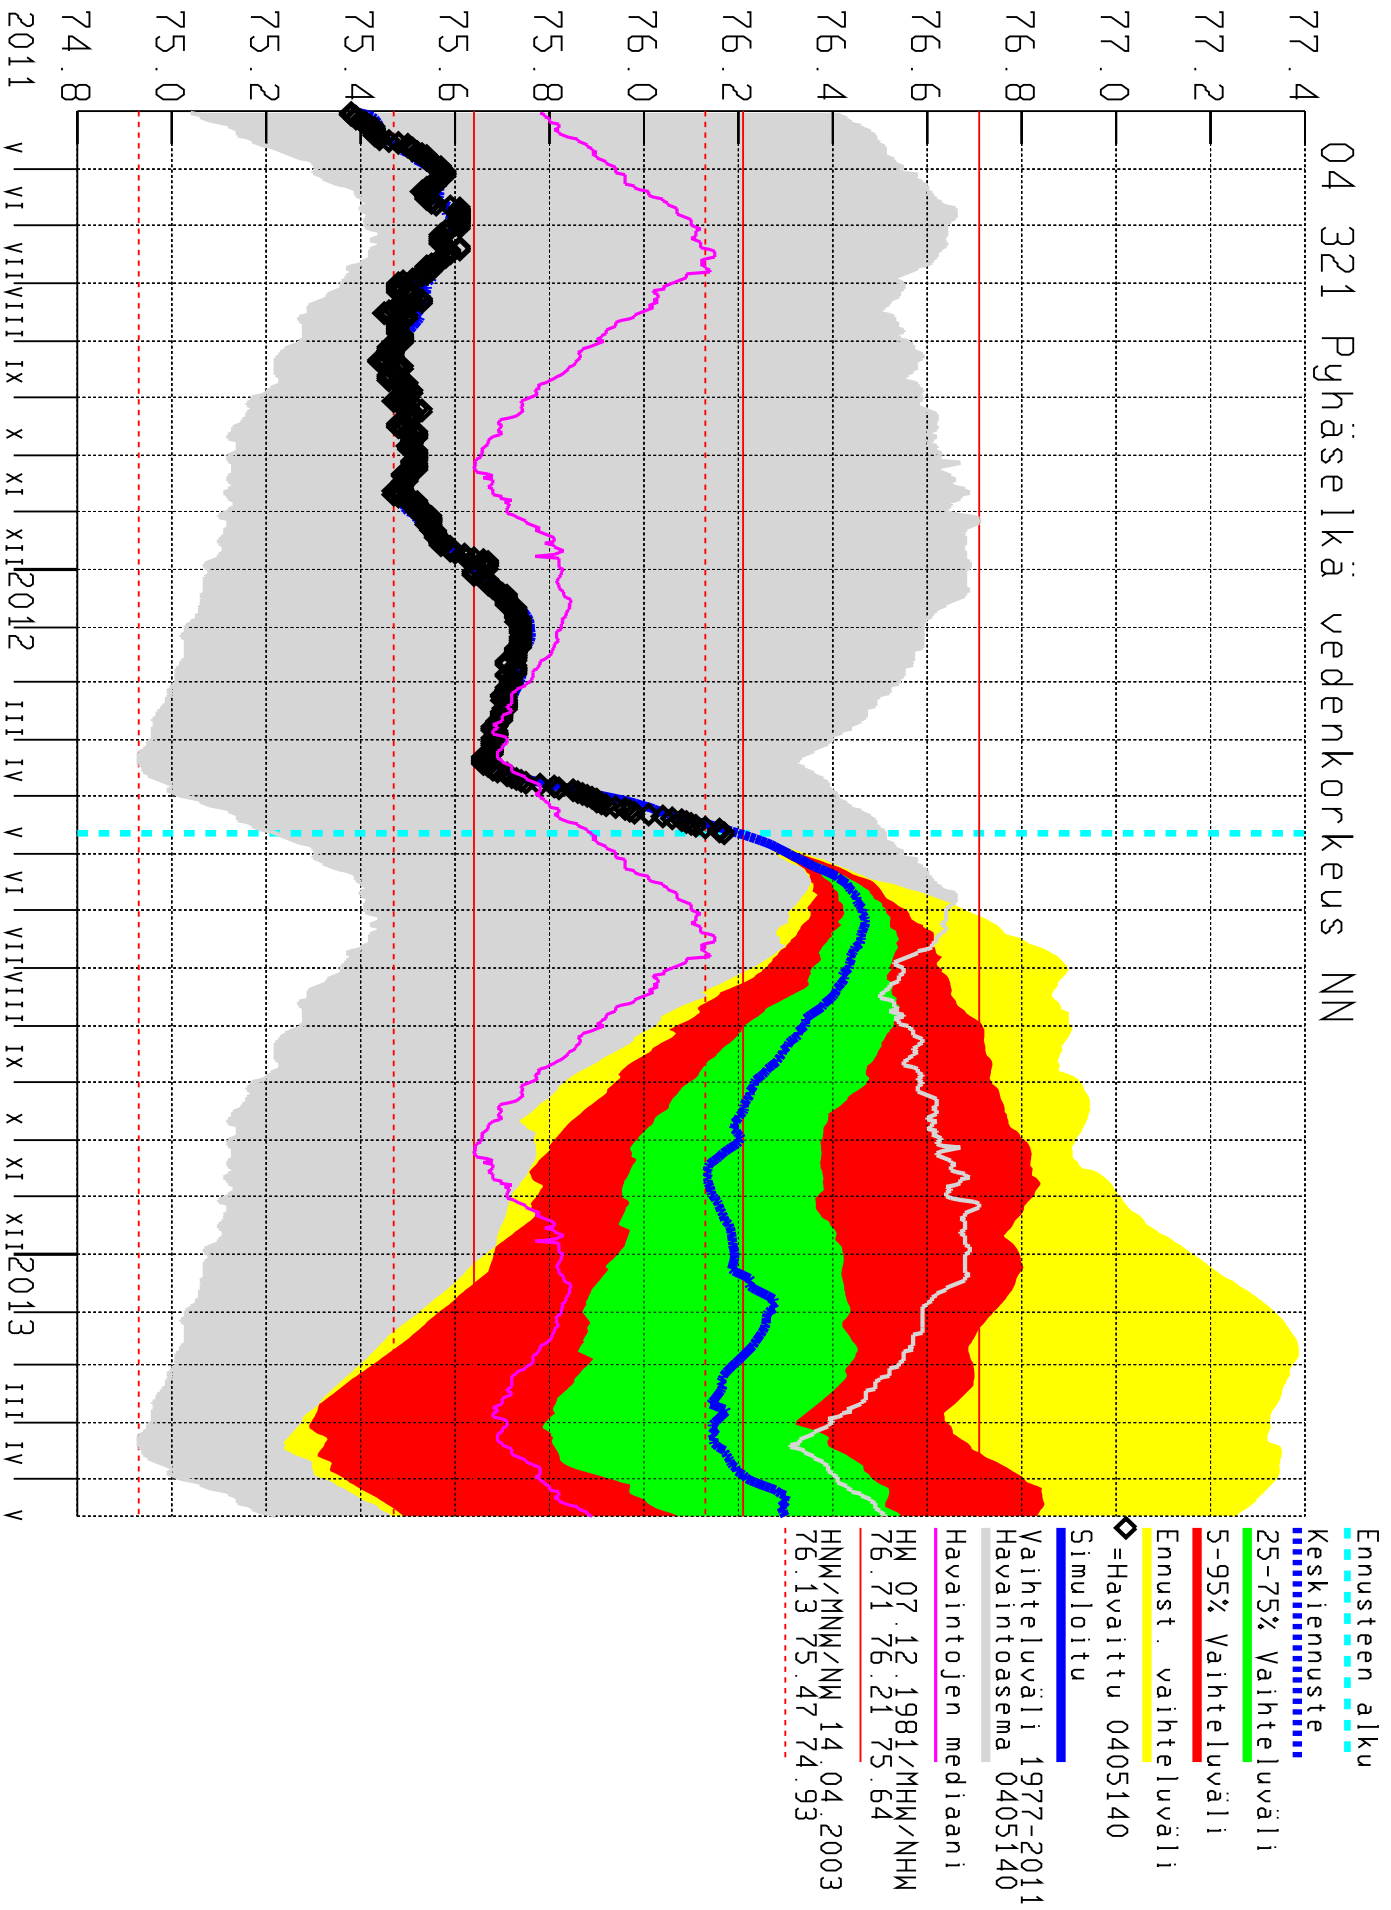 04 321 Pyhäselkä vedenkorkeus NN
77.4
77.2
77.0
76.8
76.6
76.4
76.2
76.0
75.8
75.6
75.4
75.2
75.0
74.8
2011 V VI VII VIII IX X XI XII 2012 III IV V VI VII VIII IX X XI XII 2013 III IV V
Ennusteen alku
Keskiennuste
25-75% Vaihteluväli
5-95% Vaihteluväli
Ennust. vaihteluväli
=Havaittu 0405140
Simuloitu
Vaihteluväli 1977-2011
Havaintoasema 0405140
Havaintojen mediaani
HW 07.12.1981/MHW/NHW
76.71 76.21 75.64
HNW/MNW/NW 14.04.2003
76.13 75.47 74.93